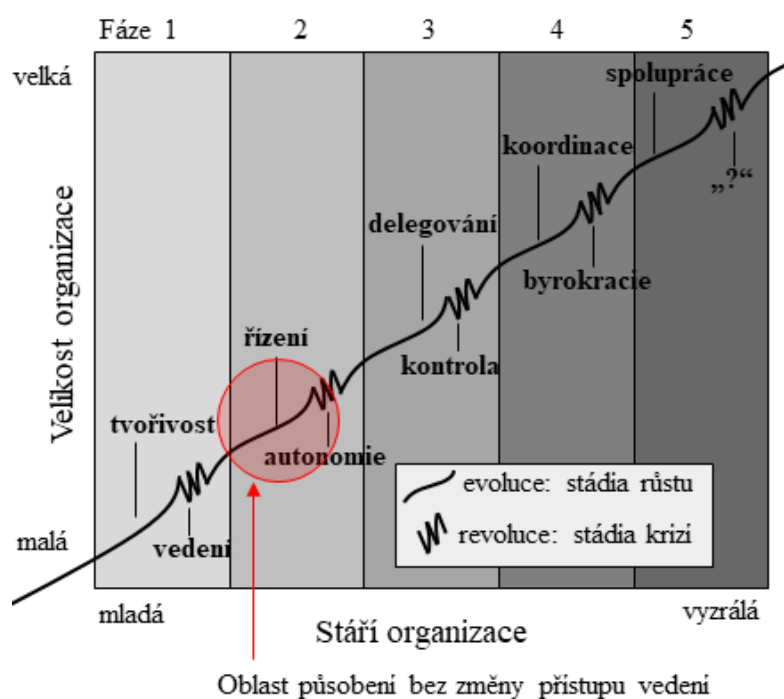 Fáze 1 2 3 4 5
velká
spolupráce
koordinace
„?“
delegování
byrokracie
Velikost organizace
řízení
kontrola
tvořivost
autonomie
evoluce: stádia růstu
revoluce: stádia krizí
malá
vedení
mladá
vyzrálá
Stáří organizace
Oblast působení bez změny přístupu vedení